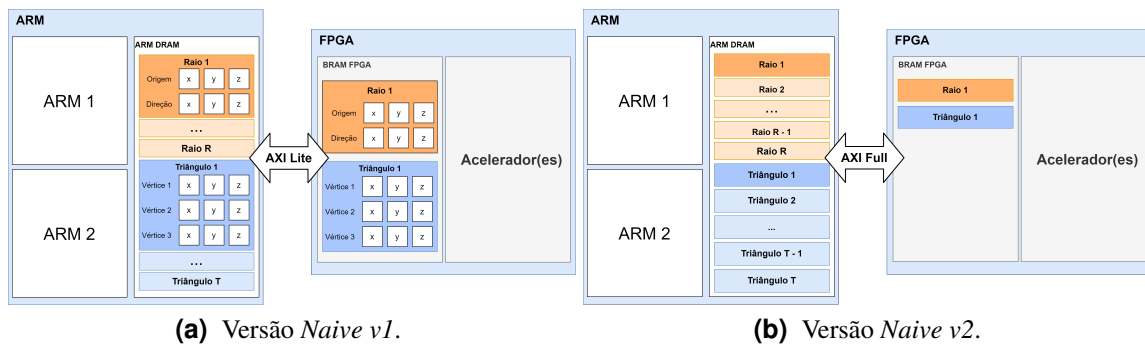 ARM
ARM 1
ARM 2
ARM DRAM
Raio 1
Origem x y z
Direção x y z
...
Raio R
Triângulo 1
Vértice 1 x y z
Vértice 2 x y z
Vértice 3 x y z
...
Triângulo T
AXI Lite
FPGA
BRAM FPGA
Raio 1
Origem x y z
Direção x y z
Triângulo 1
Vértice 1 x y z
Vértice 2 x y z
Vértice 3 x y z
Acelerador(es)
(a) Versão Naive v1.
ARM
ARM 1
ARM 2
ARM DRAM
Raio 1
Raio 2
...
Raio R - 1
Raio R
Triângulo 1
Triângulo 2
...
Triângulo T - 1
Triângulo T
AXI Full
FPGA
BRAM FPGA
Raio 1
Triângulo 1
Acelerador(es)
(b) Versão Naive v2.